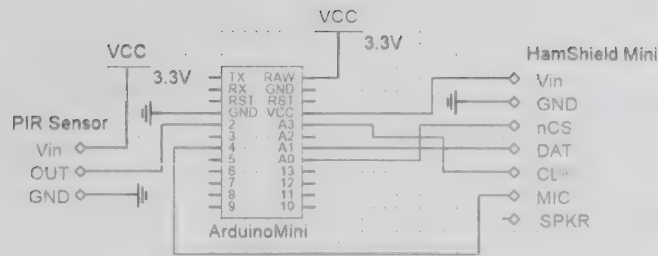 VCC
3.3V
VCC
3.3V
HamShield Mini
PIR Sensor
Vin
OUT
GND
TX
RX
RST
GND
2
3
4
5
6
7
8
9
RAW
GND
RST
VCC
A3
A2
A1
A0
13
12
11
10
ArduinoMini
Vin
GND
nCS
DAT
MIC
SPKR